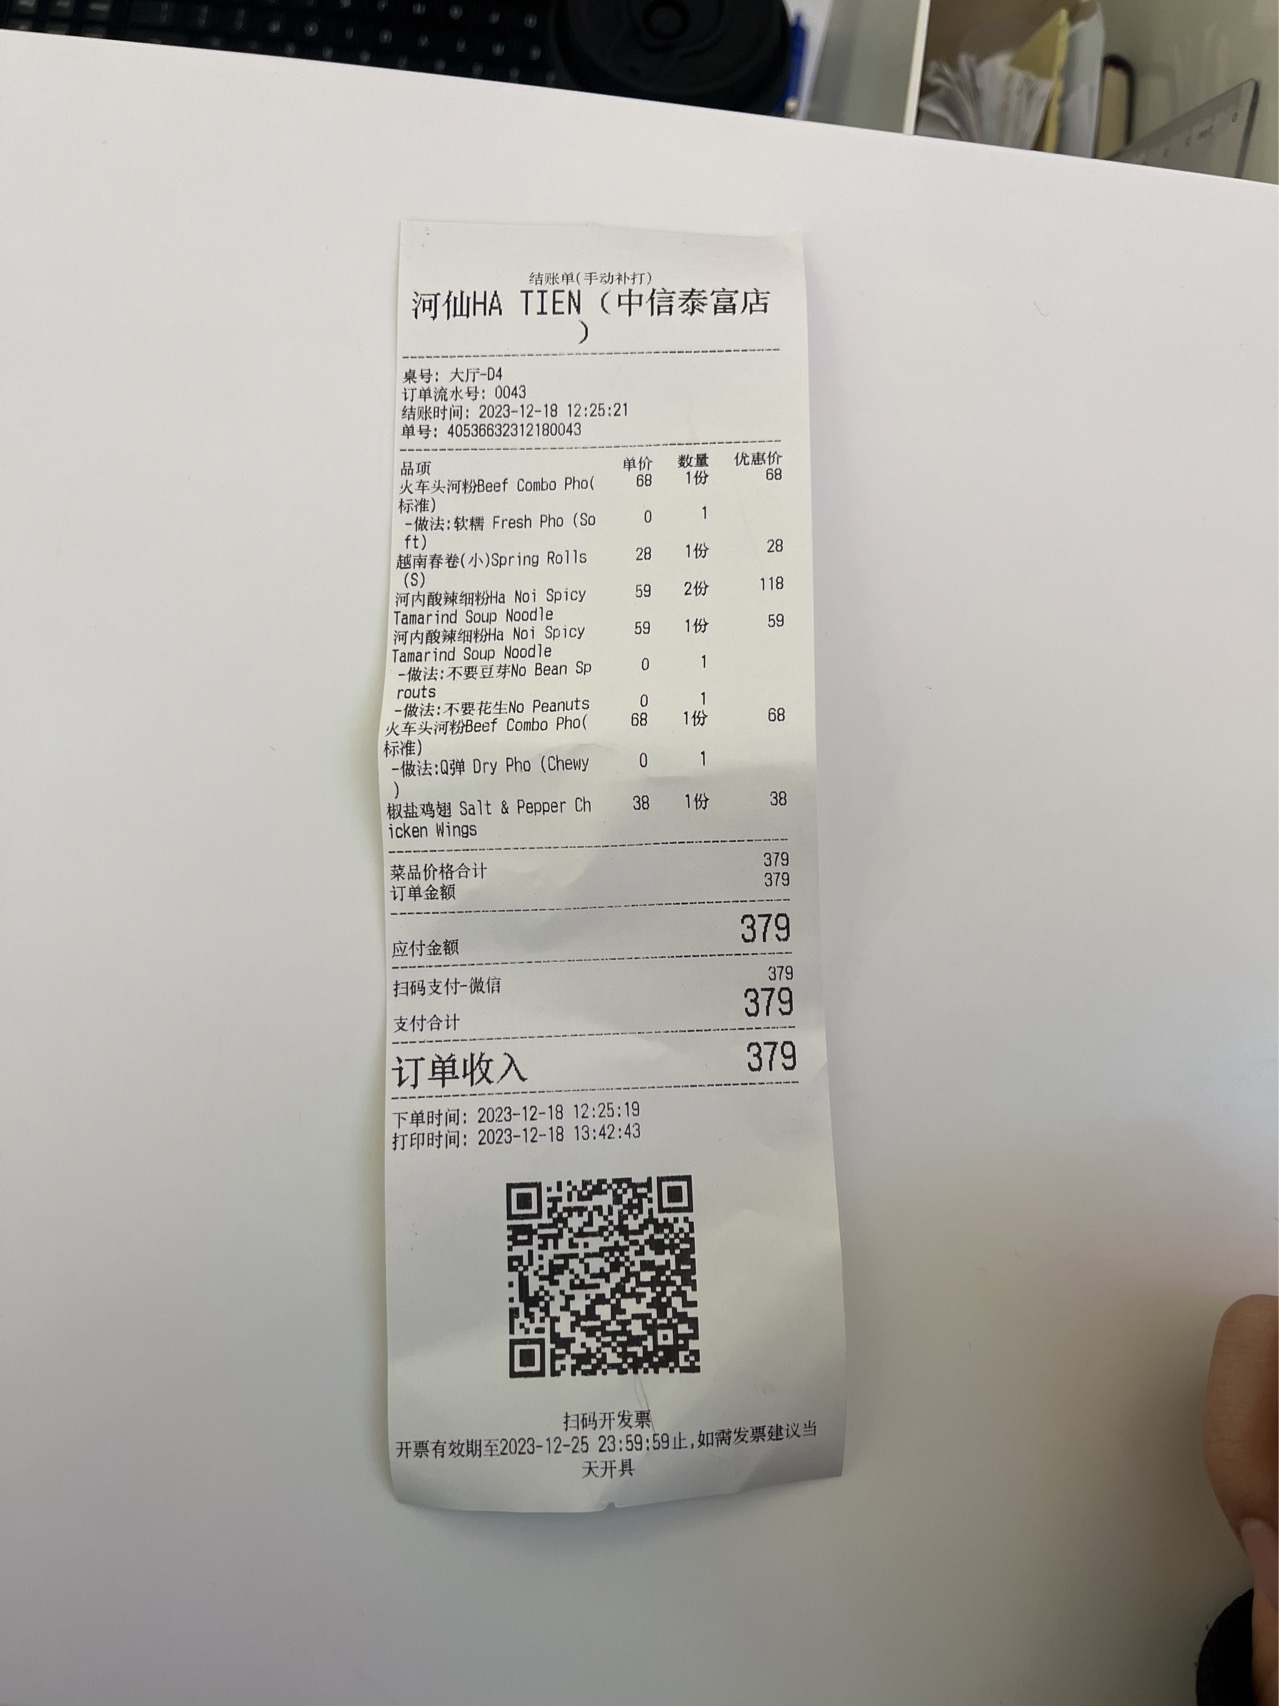 结账单(手动补打)
河仙HA TIEN（中信泰富店
）
桌号: 大厅-D4
订单流水号: 0043
结账时间: 2023-12-18 12:25:21
单号: 40536632312180043
品项 单价 数量 优惠价
火车头河粉Beef Combo Pho( 68 1份 68
标准)
-做法:软糯 Fresh Pho (So 0 1
ft)
越南春卷(小)Spring Rolls 28 1份 28
(S)
河内酸辣细粉Ha Noi Spicy 59 2份 118
Tamarind Soup Noodle
河内酸辣细粉Ha Noi Spicy 59 1份 59
Tamarind Soup Noodle
-做法:不要豆芽No Bean Sp 0 1
routs
-做法:不要花生No Peanuts 0 1
火车头河粉Beef Combo Pho( 68 1份 68
标准)
-做法:Q弹 Dry Pho (Chewy 0 1
)
椒盐鸡翅 Salt & Pepper Ch 38 1份 38
icken Wings
菜品价格合计 379
订单金额 379
应付金额 379
扫码支付-微信 379
支付合计 379
订单收入 379
下单时间: 2023-12-18 12:25:19
打印时间: 2023-12-18 13:42:43
扫码开发票
开票有效期至2023-12-25 23:59:59止,如需发票建议当
天开具